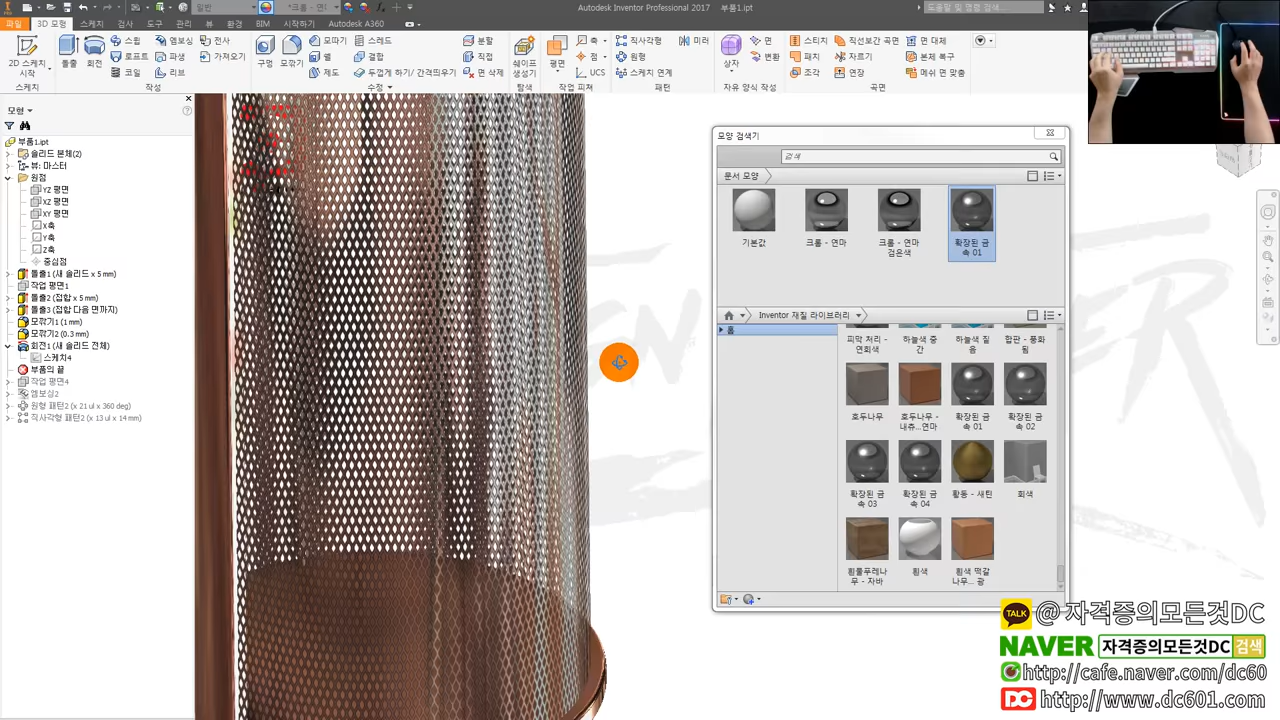 일반
*크롬 - 연
Autodesk Inventor Professional 2017 부품1.ipt
도움말 및 명령 검색...
파일 3D 모형 스케치 검사 도구 관리 뷰 환경 BIM 시작하기 Autodesk A360
2D 스케치 시작
돌출
회전
스윕
로프트
코일
엠보싱
파생
리브
전사
가져오기
구멍
모깎기
모따기
쉘
제도
스레드
결합
두껍게 하기/ 간격띄우기
분할
직접
면 삭제
쉐이프 생성기
평면
축
점
UCS
직사각형
원형
스케치 연계
미러
상자
면
변환
스티치
패치
조각
직선보간 곡면
자르기
연장
면 대체
본체 복구
메쉬 면 맞춤
스케치 작성 수정 탐색 작업 피쳐 패턴 자유 양식 작성 곡면
모형
부품1.ipt
솔리드 본체(2)
뷰: 마스터
원점
YZ 평면
XZ 평면
XY 평면
X축
Y축
Z축
중심점
돌출1 (새 솔리드 x 5 mm)
작업 평면1
돌출2 (접합 x 5 mm)
돌출3 (접합 다음 면까지)
모깎기1 (1 mm)
모깎기2 (0.3 mm)
회전1 (새 솔리드 전체)
스케치4
부품의 끝
작업 평면4
엠보싱2
원형 패턴2 (x 21 ul x 360 deg)
직사각형 패턴2 (x 13 ul x 14 mm)
모양 검색기
검색
문서 모양
기본값
크롬 - 연마
크롬 - 연마 검은색
확장된 금속 01
Inventor 재질 라이브러리
홈
피막 처리 - 연회색
하늘색 중간
하늘색 짙음
합판 - 풍화됨
호두나무
호두나무 - 내츄...연마
확장된 금속 01
확장된 금속 02
확장된 금속 03
확장된 금속 04
황동 - 새틴
회색
흰물푸레나무 - 자바
흰색
흰색 떡갈나무... 광
TALK @자격증의모든것DC
NAVER 자격증의모든것DC 검색
http://cafe.naver.com/dc60
DC http://www.dc601.com